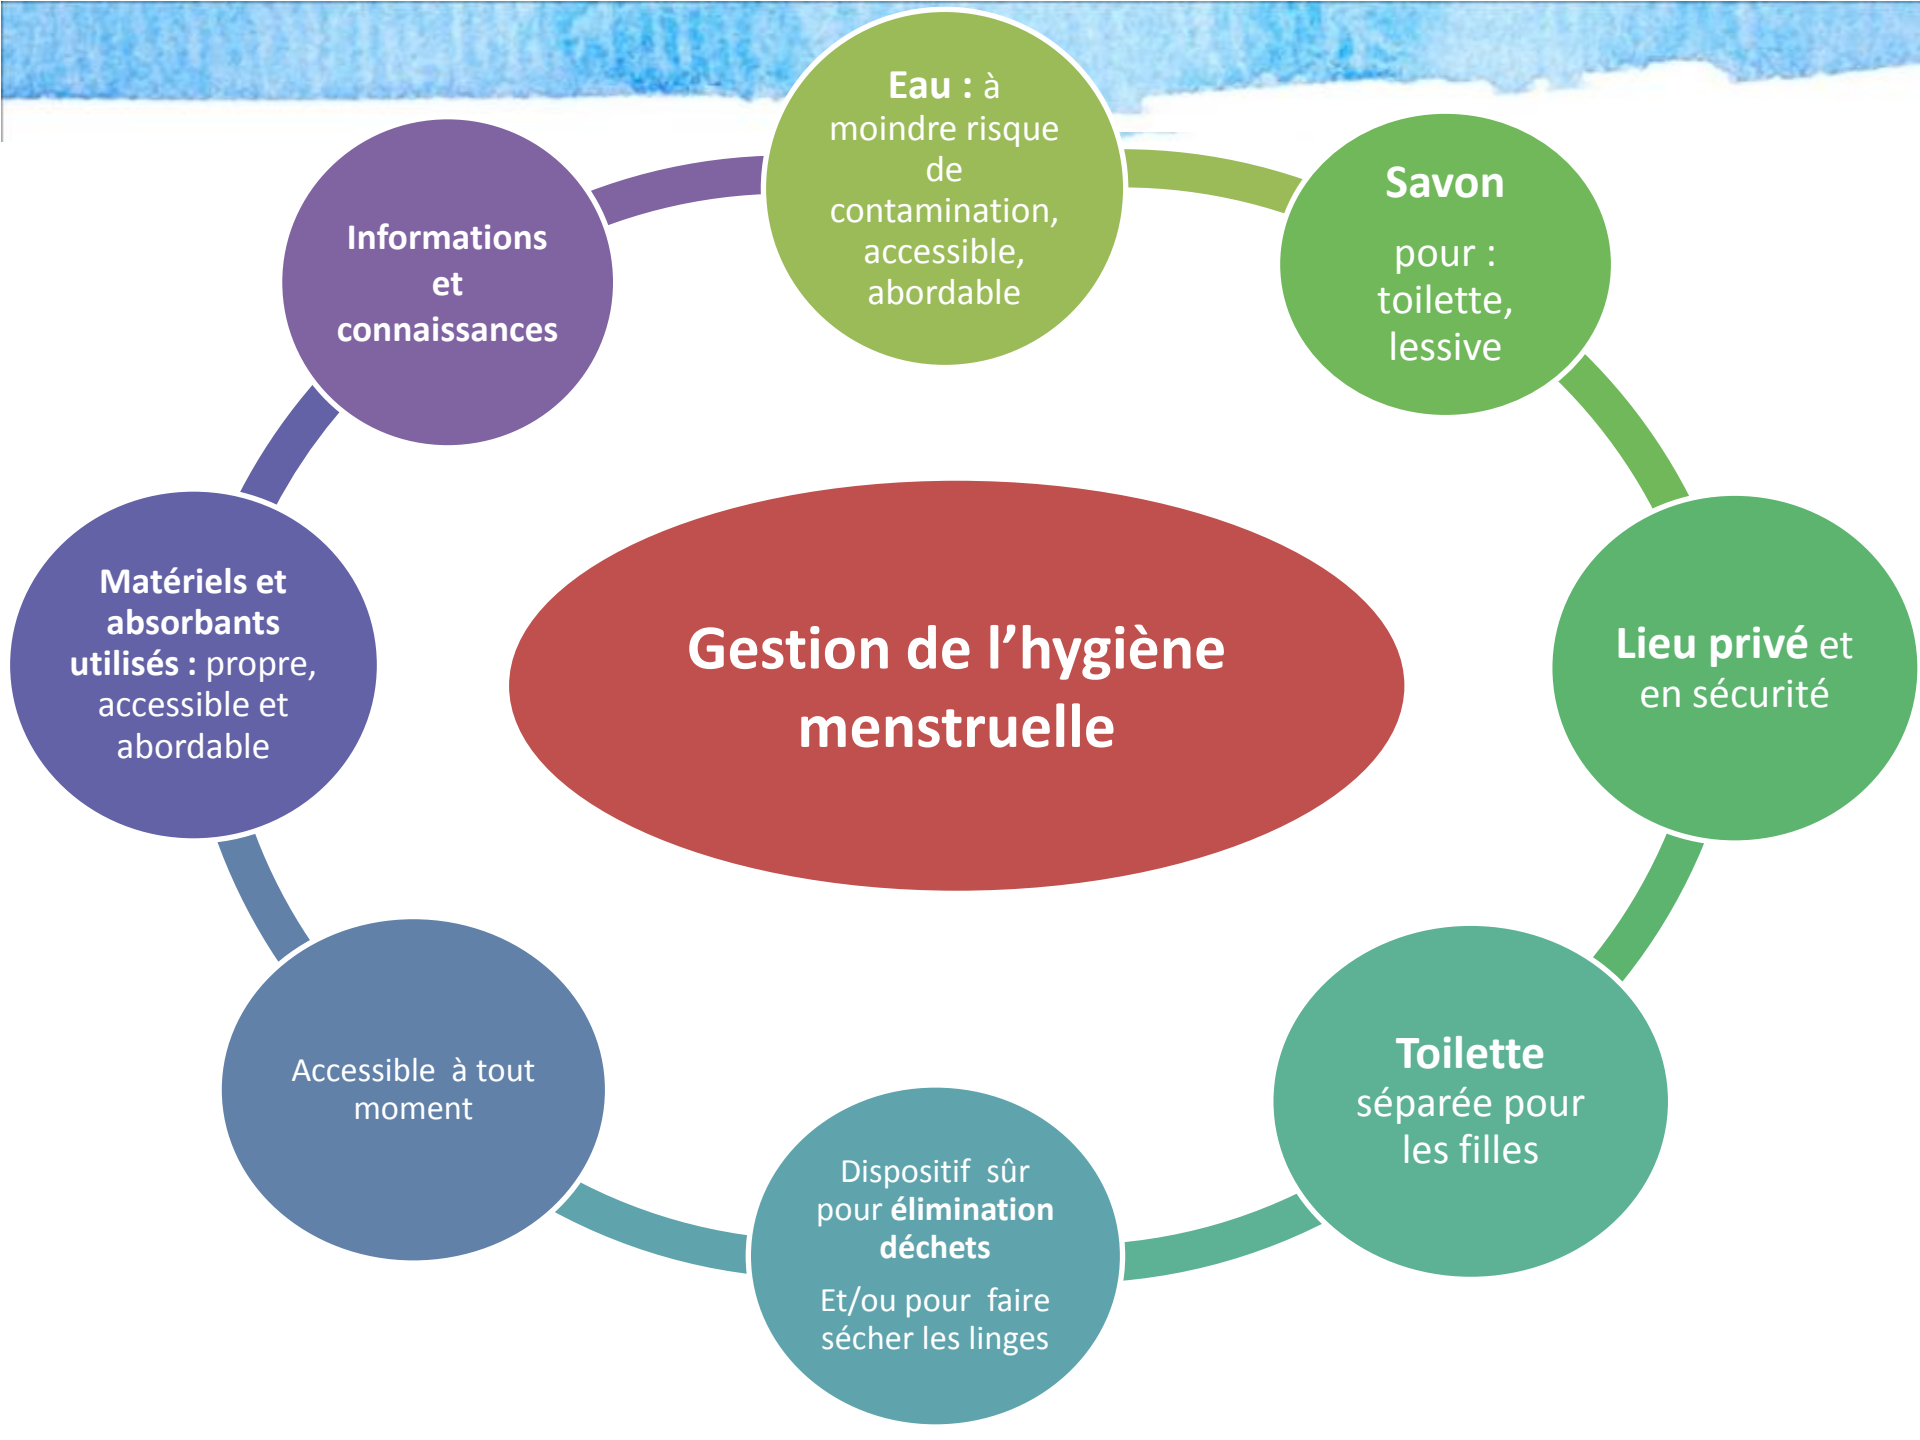 Eau : à
moindre risque
de
contamination,
accessible,
abordable
Savon
pour :
toilette,
lessive
Lieu privé et
en sécurité
Toilette
séparée pour
les filles
Dispositif sûr
pour élimination
déchets
Et/ou pour faire
sécher les linges
Accessible à tout
moment
Matériels et
absorbants
utilisés : propre,
accessible et
abordable
Informations
et
connaissances
Gestion de l’hygiène
menstruelle